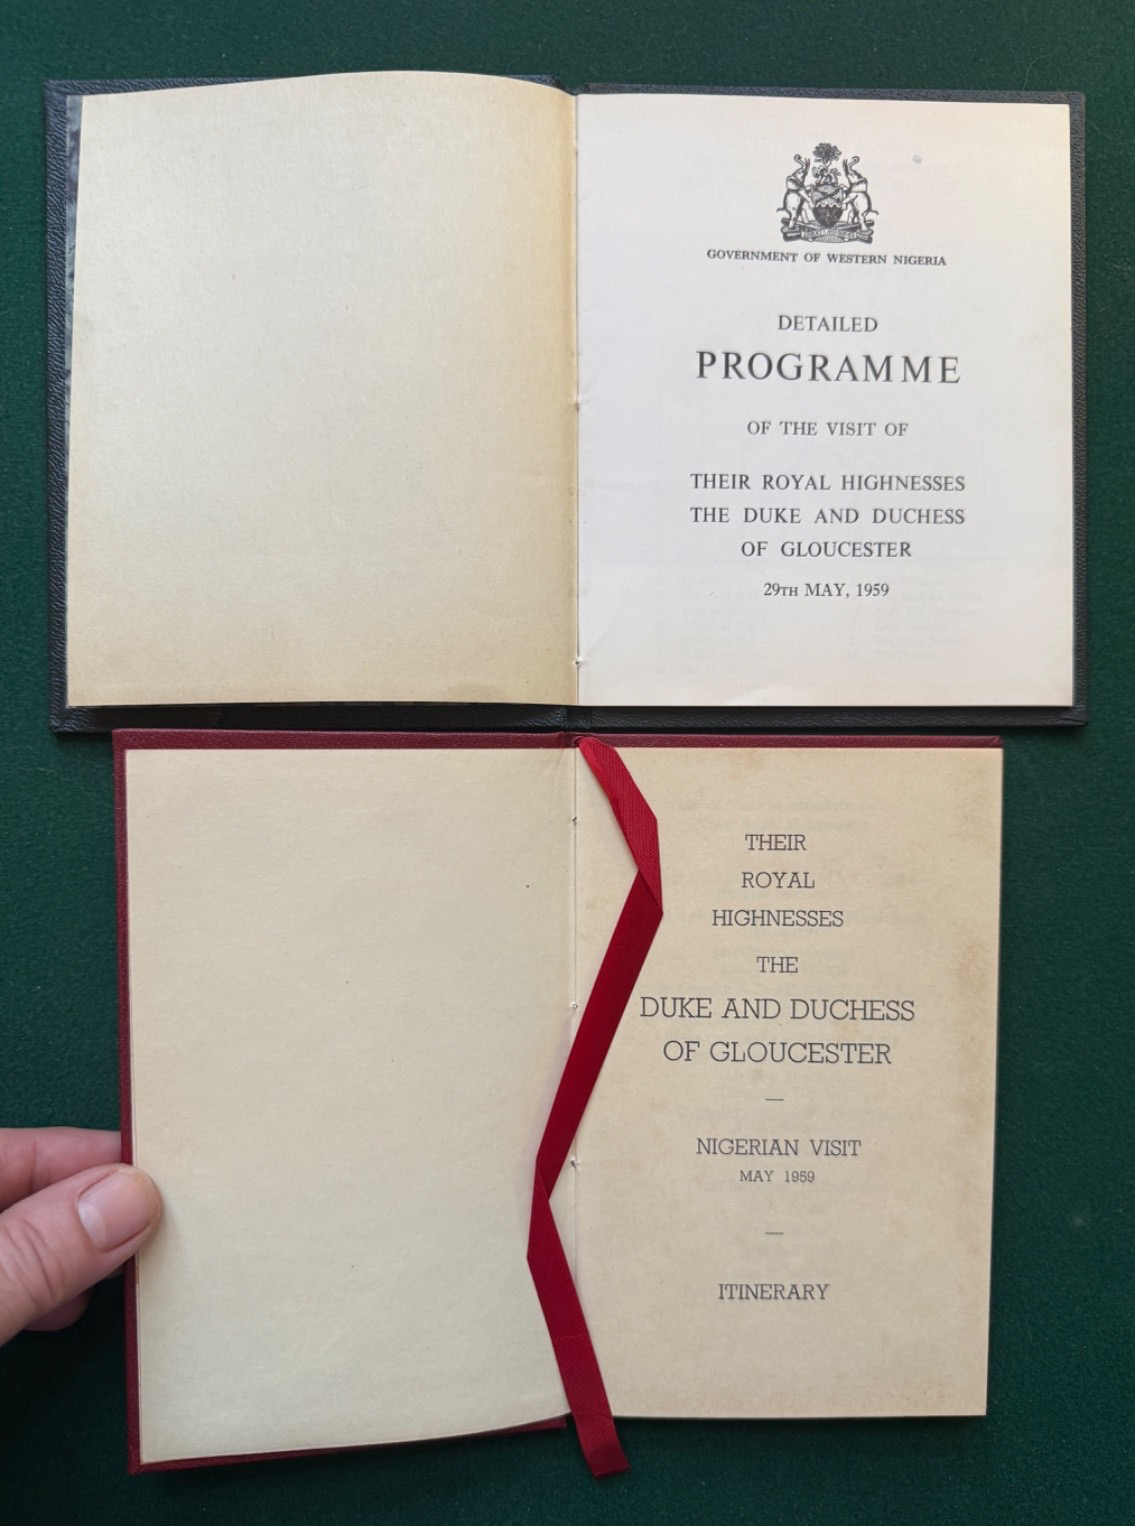 GOVERNMENT OF WESTERN NIGERIA
DETAILED
PROGRAMME
OF THE VISIT OF
THEIR ROYAL HIGHNESSES
THE DUKE AND DUCHESS
OF GLOUCESTER
29TH MAY, 1959
THEIR
ROYAL
HIGHNESSES
THE
DUKE AND DUCHESS
OF GLOUCESTER
—
NIGERIAN VISIT
MAY 1959
—
ITINERARY